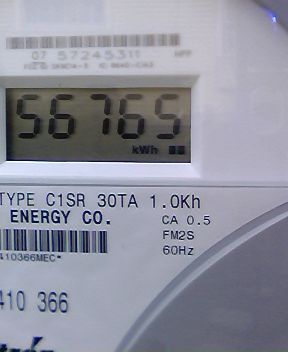 07 57245311
56765
kWh
TYPE C1SR 30TA 1.0Kh
ENERGY CO. CA 0.5
FM2S
410366MEC* 60Hz
410 366